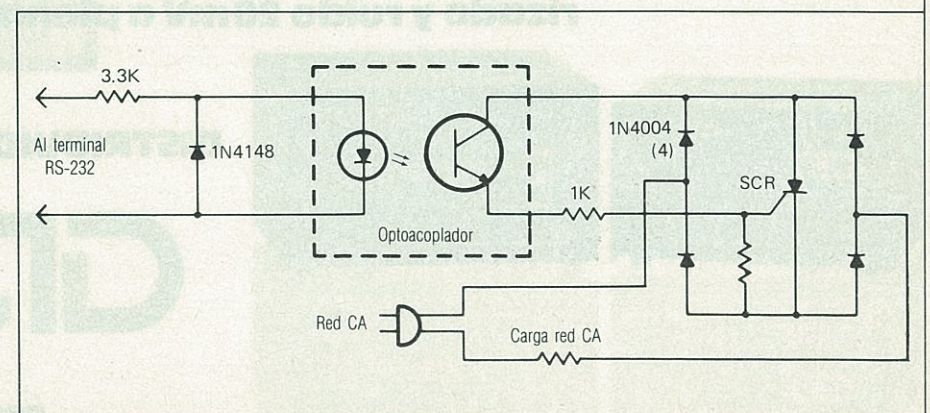 3.3K
Al terminal
RS-232
1N4148
Optoacoplador
1K
1N4004
(4)
SCR
Red CA
Carga red CA